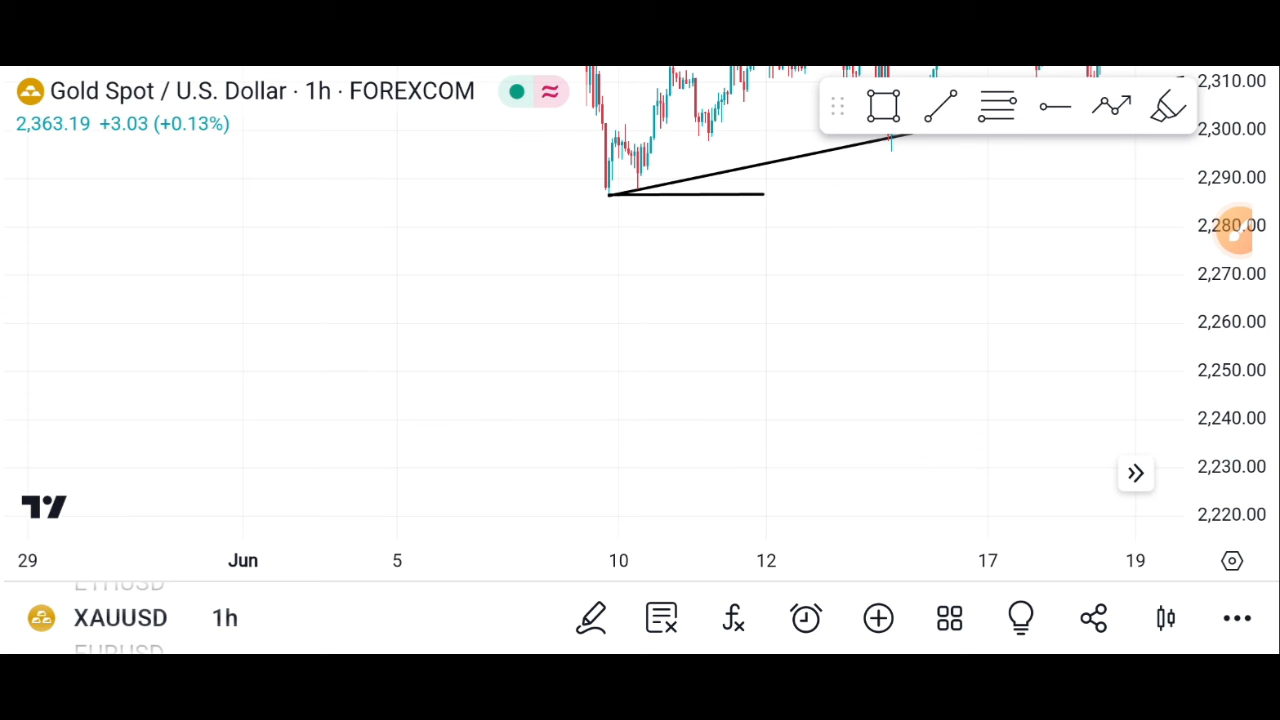 Gold Spot / U.S. Dollar · 1h · FOREXCOM
2,363.19 +3.03 (+0.13%)
2,310.00
2,300.00
2,290.00
2,280.00
2,270.00
2,260.00
2,250.00
2,240.00
2,230.00
2,220.00
29 Jun 5 10 12 17 19
ETHUSD
XAUUSD 1h
EURUSD